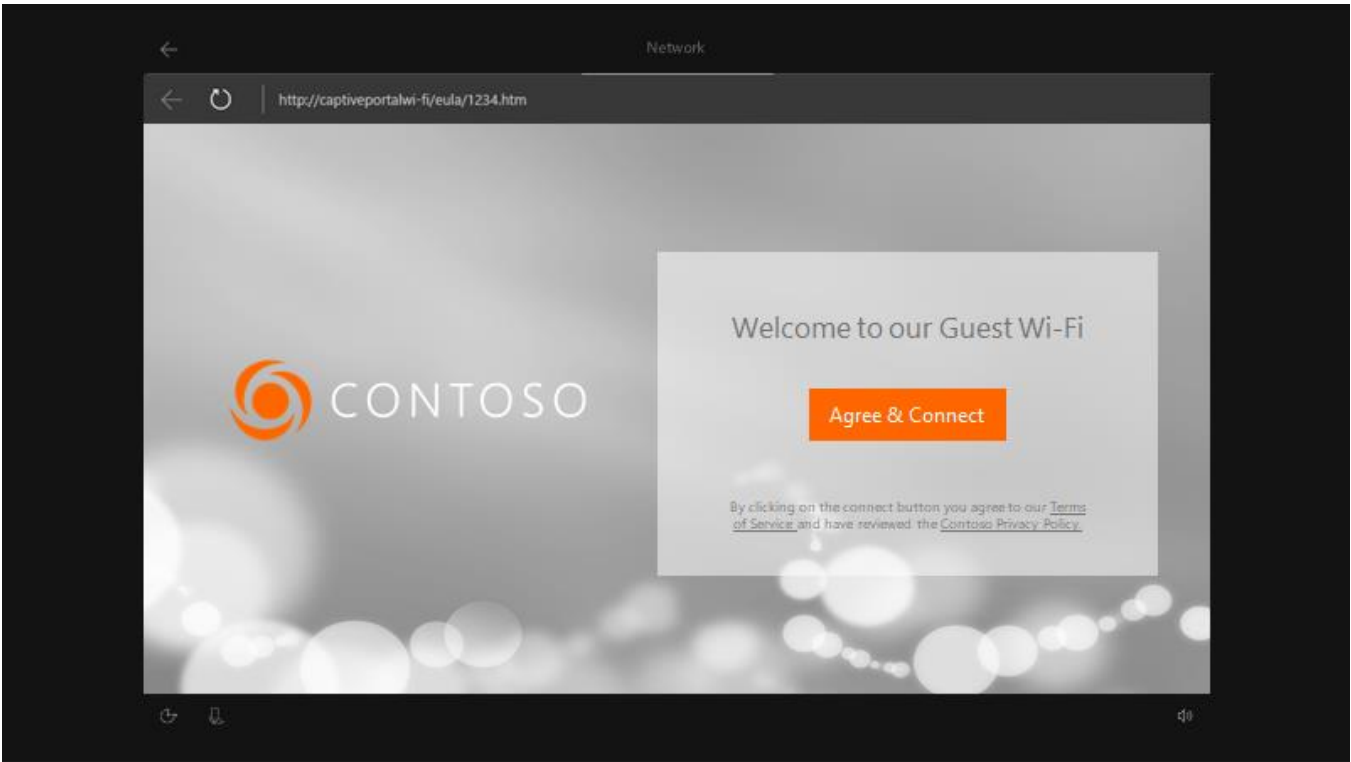 Network
http://captiveportalwi-fi/eula/1234.htm
CONTOSO
Welcome to our Guest Wi-Fi
Agree & Connect
By clicking on the connect button you agree to our Terms
of Service and have reviewed the Contoso Privacy Policy.